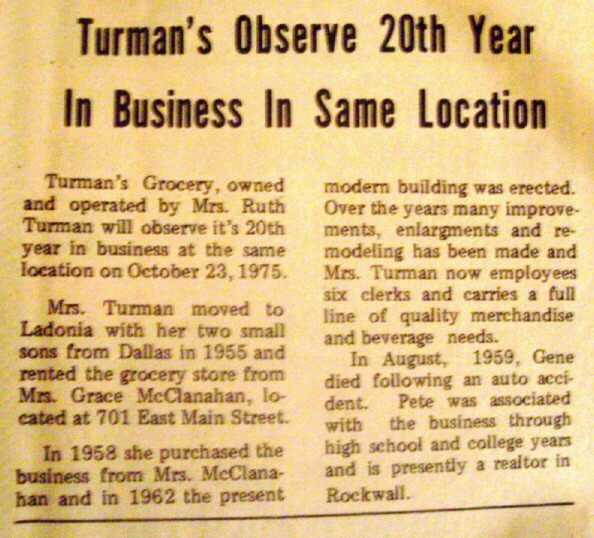 Turman's Observe 20th Year
In Business In Same Location
Turman's Grocery, owned
and operated by Mrs. Ruth
Turman will observe it's 20th
year in business at the same
location on October 23, 1975.
Mrs. Turman moved to
Ladonia with her two small
sons from Dallas in 1955 and
rented the grocery store from
Mrs. Grace McClanahan, lo-
cated at 701 East Main Street.
In 1958 she purchased the
business from Mrs. McClana-
han and in 1962 the present
modern building was erected.
Over the years many improve-
ments, enlargments and re-
modeling has been made and
Mrs. Turman now employees
six clerks and carries a full
line of quality merchandise
and beverage needs.
In August, 1959, Gene
died following an auto acci-
dent. Pete was associated
with the business through
high school and college years
and is presently a realtor in
Rockwall.